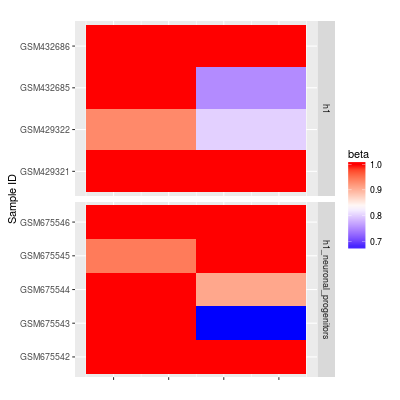 GSM432686
GSM432685
GSM429322
GSM429321
h1
GSM675546
GSM675545
GSM675544
GSM675543
GSM675542
h1_neuronal_progenitors
Sample ID
beta
1.0
0.9
0.8
0.7